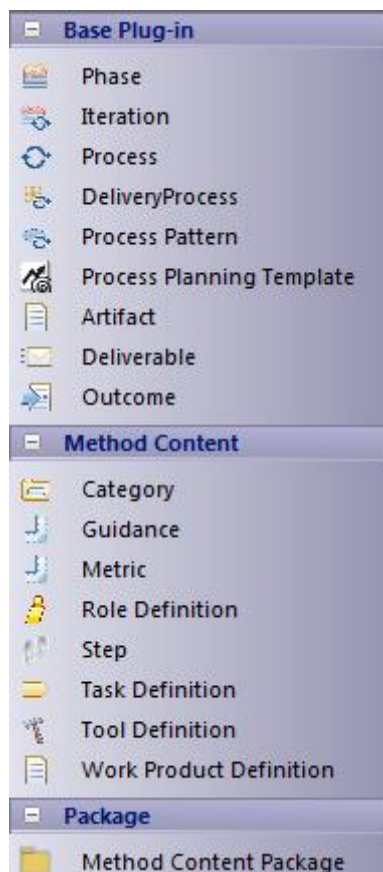 Base Plug-in
Phase
Iteration
Process
DeliveryProcess
Process Pattern
Process Planning Template
Artifact
Deliverable
Outcome
Method Content
Category
Guidance
Metric
Role Definition
Step
Task Definition
Tool Definition
Work Product Definition
Package
Method Content Package